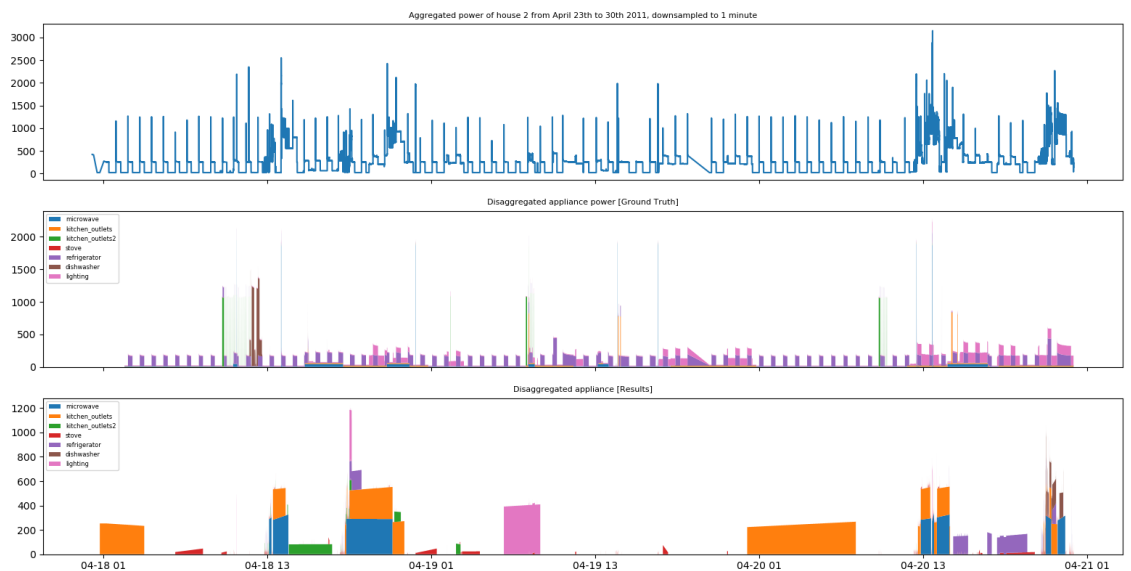 Aggregated power of house 2 from April 23th to 30th 2011, downsampled to 1 minute
3000
2500
2000
1500
1000
500
0
Disaggregated appliance power [Ground Truth]
microwave
kitchen_outlets
kitchen_outlets2
stove
refrigerator
dishwasher
lighting
2000
1500
1000
500
0
Disaggregated appliance [Results]
microwave
kitchen_outlets
kitchen_outlets2
stove
refrigerator
dishwasher
lighting
1200
1000
800
600
400
200
0
04-18 01
04-18 13
04-19 01
04-19 13
04-20 01
04-20 13
04-21 01